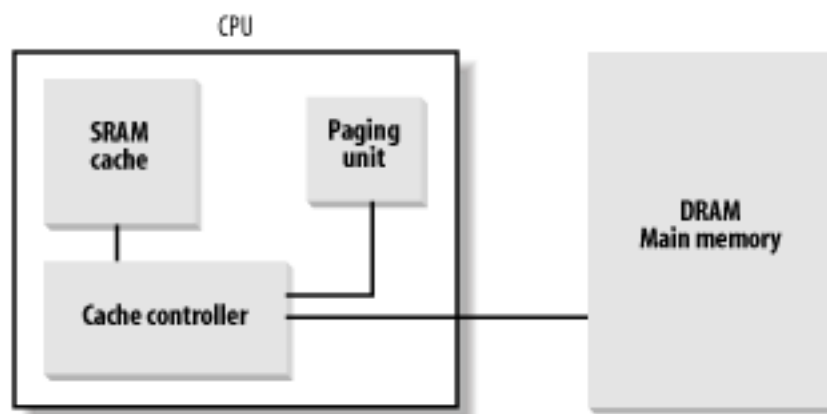 CPU
SRAM
cache
Paging
unit
DRAM
Main memory
Cache controller